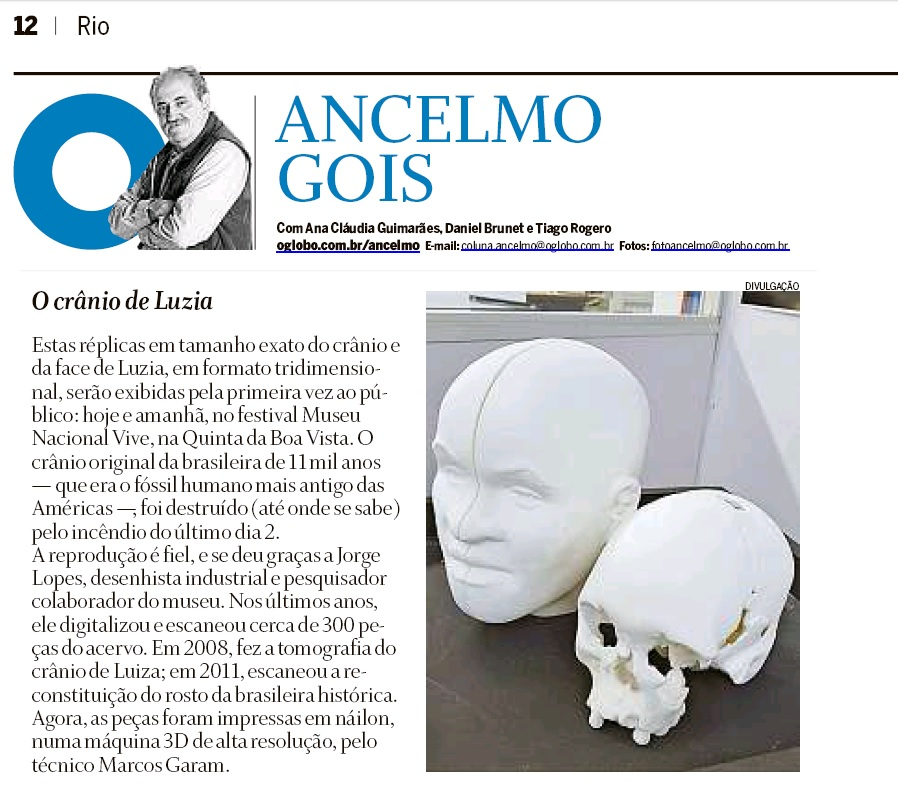 12 | Rio
ANCELMO
GOIS
Com Ana Cláudia Guimarães, Daniel Brunet e Tiago Rogero
oglobo.com.br/ancelmo E-mail: coluna.ancelmo@oglobo.com.br Fotos: fotoancelmo@oglobo.com.br
DIVULGAÇÃO
O crânio de Luzia
Estas réplicas em tamanho exato do crânio e
da face de Luzia, em formato tridimensio-
nal, serão exibidas pela primeira vez ao pú-
blico: hoje e amanhã, no festival Museu
Nacional Vive, na Quinta da Boa Vista. O
crânio original da brasileira de 11 mil anos
— que era o fóssil humano mais antigo das
Américas —, foi destruído (até onde se sabe)
pelo incêndio do último dia 2.
A reprodução é fiel, e se deu graças a Jorge
Lopes, desenhista industrial e pesquisador
colaborador do museu. Nos últimos anos,
ele digitalizou e escaneou cerca de 300 pe-
ças do acervo. Em 2008, fez a tomografia do
crânio de Luiza; em 2011, escaneou a re-
constituição do rosto da brasileira histórica.
Agora, as peças foram impressas em náilon,
numa máquina 3D de alta resolução, pelo
técnico Marcos Garam.